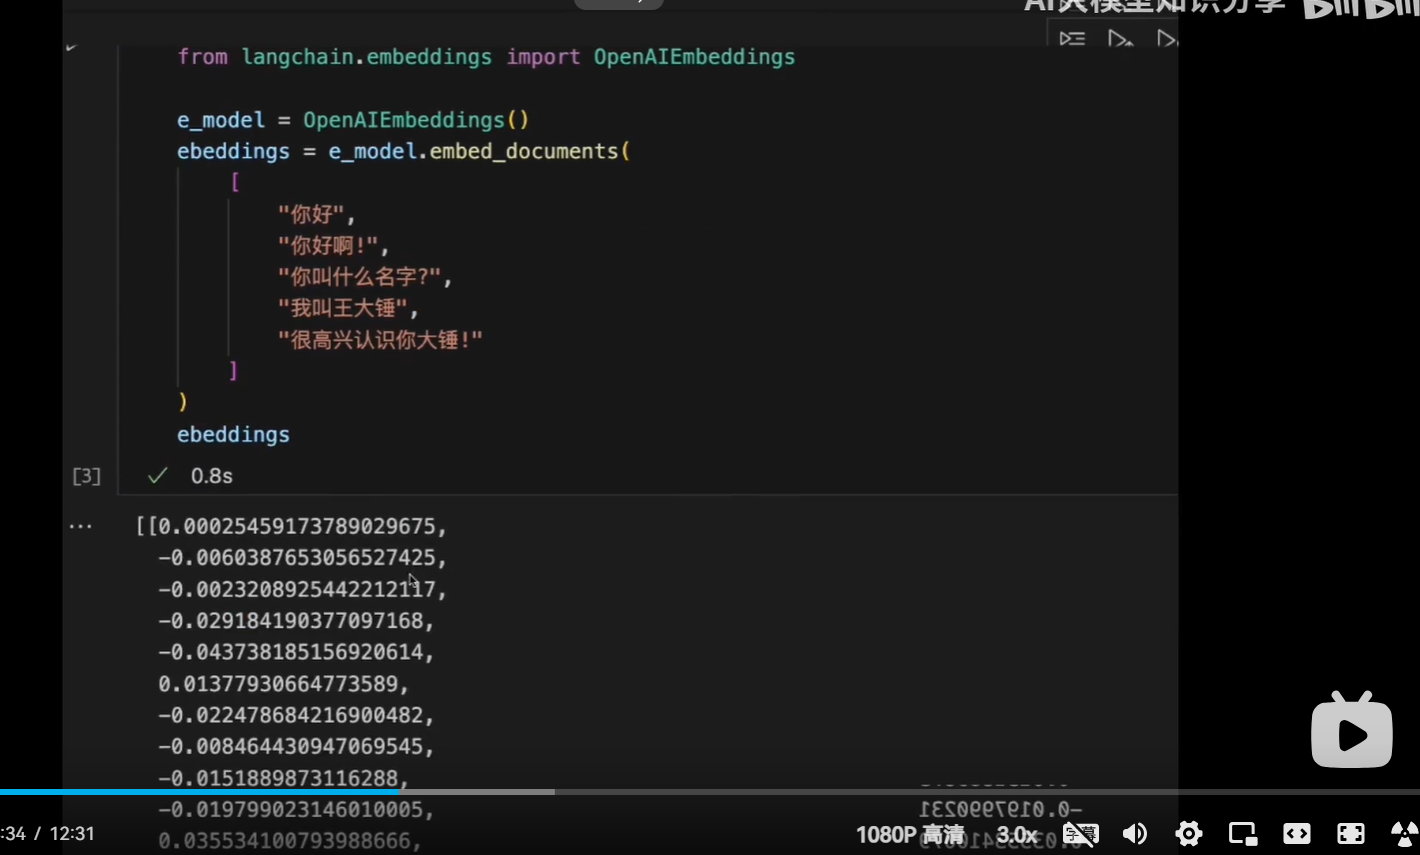 AI大模型知识分享
from langchain.embeddings import OpenAIEmbeddings
e_model = OpenAIEmbeddings()
ebeddings = e_model.embed_documents(
[
"你好",
"你好啊!",
"你叫什么名字?",
"我叫王大锤",
"很高兴认识你大锤!"
]
)
ebeddings
[3]
0.8s
...
[[0.00025459173789029675,
-0.0060387653056527425,
-0.0023208925442212117,
-0.029184190377097168,
-0.043738185156920614,
0.01377930664773589,
-0.022478684216900482,
-0.008464430947069545,
-0.0151889873116288,
-0.019799023146010005,
0.035534100793988666,
:34 / 12:31
1080P 高清
3.0x
字幕